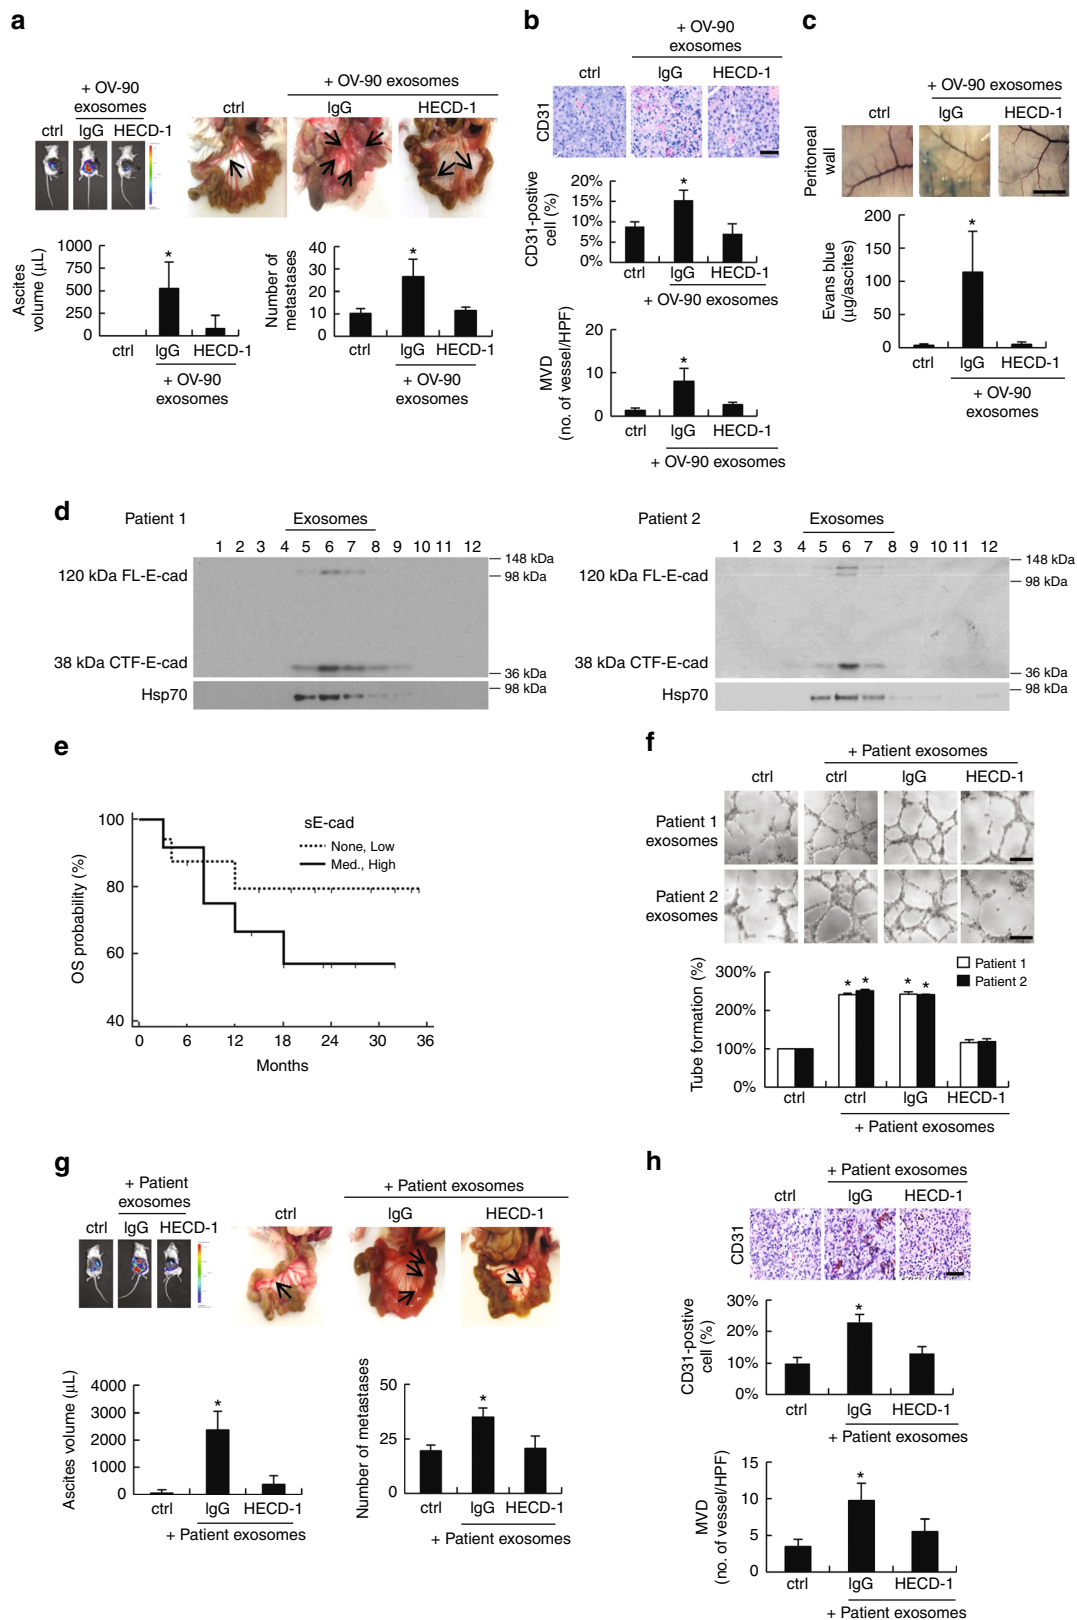 a
+ OV-90 exosomes
ctrl IgG HECD-1
+ OV-90 exosomes
ctrl IgG HECD-1
Ascites volume (µL)
1000
750
500
250
0
*
ctrl IgG HECD-1
+ OV-90 exosomes
Number of metastases
40
30
20
10
0
*
ctrl IgG HECD-1
+ OV-90 exosomes
b
+ OV-90 exosomes
ctrl IgG HECD-1
CD31
CD31-postive cell (%)
20%
15%
10%
5%
0%
*
ctrl IgG HECD-1
+ OV-90 exosomes
MVD (no. of vessel/HPF)
20
10
0
*
ctrl IgG HECD-1
+ OV-90 exosomes
c
+ OV-90 exosomes
ctrl IgG HECD-1
Peritoneal wall
Evans blue (µg/ascites)
200
150
100
50
0
*
ctrl IgG HECD-1
+ OV-90 exosomes
d
Patient 1 Exosomes
1 2 3 4 5 6 7 8 9 10 11 12
120 kDa FL-E-cad
38 kDa CTF-E-cad
Hsp70
148 kDa
98 kDa
36 kDa
98 kDa
Patient 2 Exosomes
1 2 3 4 5 6 7 8 9 10 11 12
120 kDa FL-E-cad
38 kDa CTF-E-cad
Hsp70
148 kDa
98 kDa
36 kDa
98 kDa
e
OS probability (%)
100
80
60
40
sE-cad
None, Low
Med., High
0 6 12 18 24 30 36
Months
f
+ Patient exosomes
ctrl ctrl IgG HECD-1
Patient 1 exosomes
Patient 2 exosomes
Tube formation (%)
300%
200%
100%
0%
Patient 1
Patient 2
* * * *
ctrl ctrl IgG HECD-1
+ Patient exosomes
g
+ Patient exosomes
ctrl IgG HECD-1
+ Patient exosomes
ctrl IgG HECD-1
Ascites volume (µL)
4000
3000
2000
1000
0
*
ctrl IgG HECD-1
+ Patient exosomes
Number of metastases
50
25
0
*
ctrl IgG HECD-1
+ Patient exosomes
h
+ Patient exosomes
ctrl IgG HECD-1
CD31
CD31-postive cell (%)
30%
20%
10%
0%
*
ctrl IgG HECD-1
+ Patient exosomes
MVD (no. of vessel/HPF)
15
10
5
0
*
ctrl IgG HECD-1
+ Patient exosomes